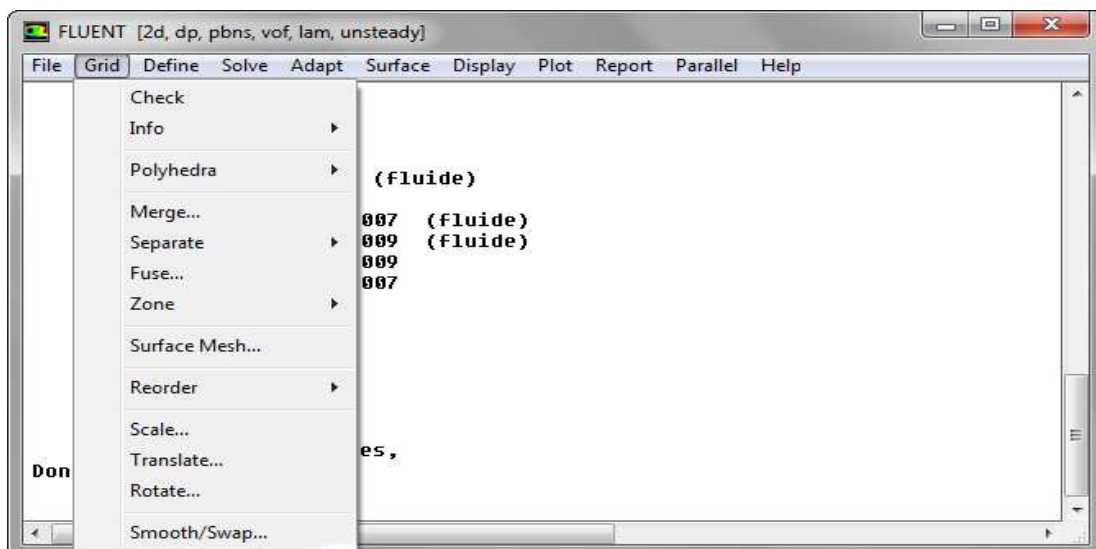 FLUENT [2d, dp, pbns, vof, lam, unsteady]
File Grid Define Solve Adapt Surface Display Plot Report Parallel Help
Check
Info
Polyhedra
Merge...
Separate
Fuse...
Zone
Surface Mesh...
Reorder
Scale...
Translate...
Rotate...
Smooth/Swap...
(fluide)
007 (fluide)
009 (fluide)
009
007
es,
Don